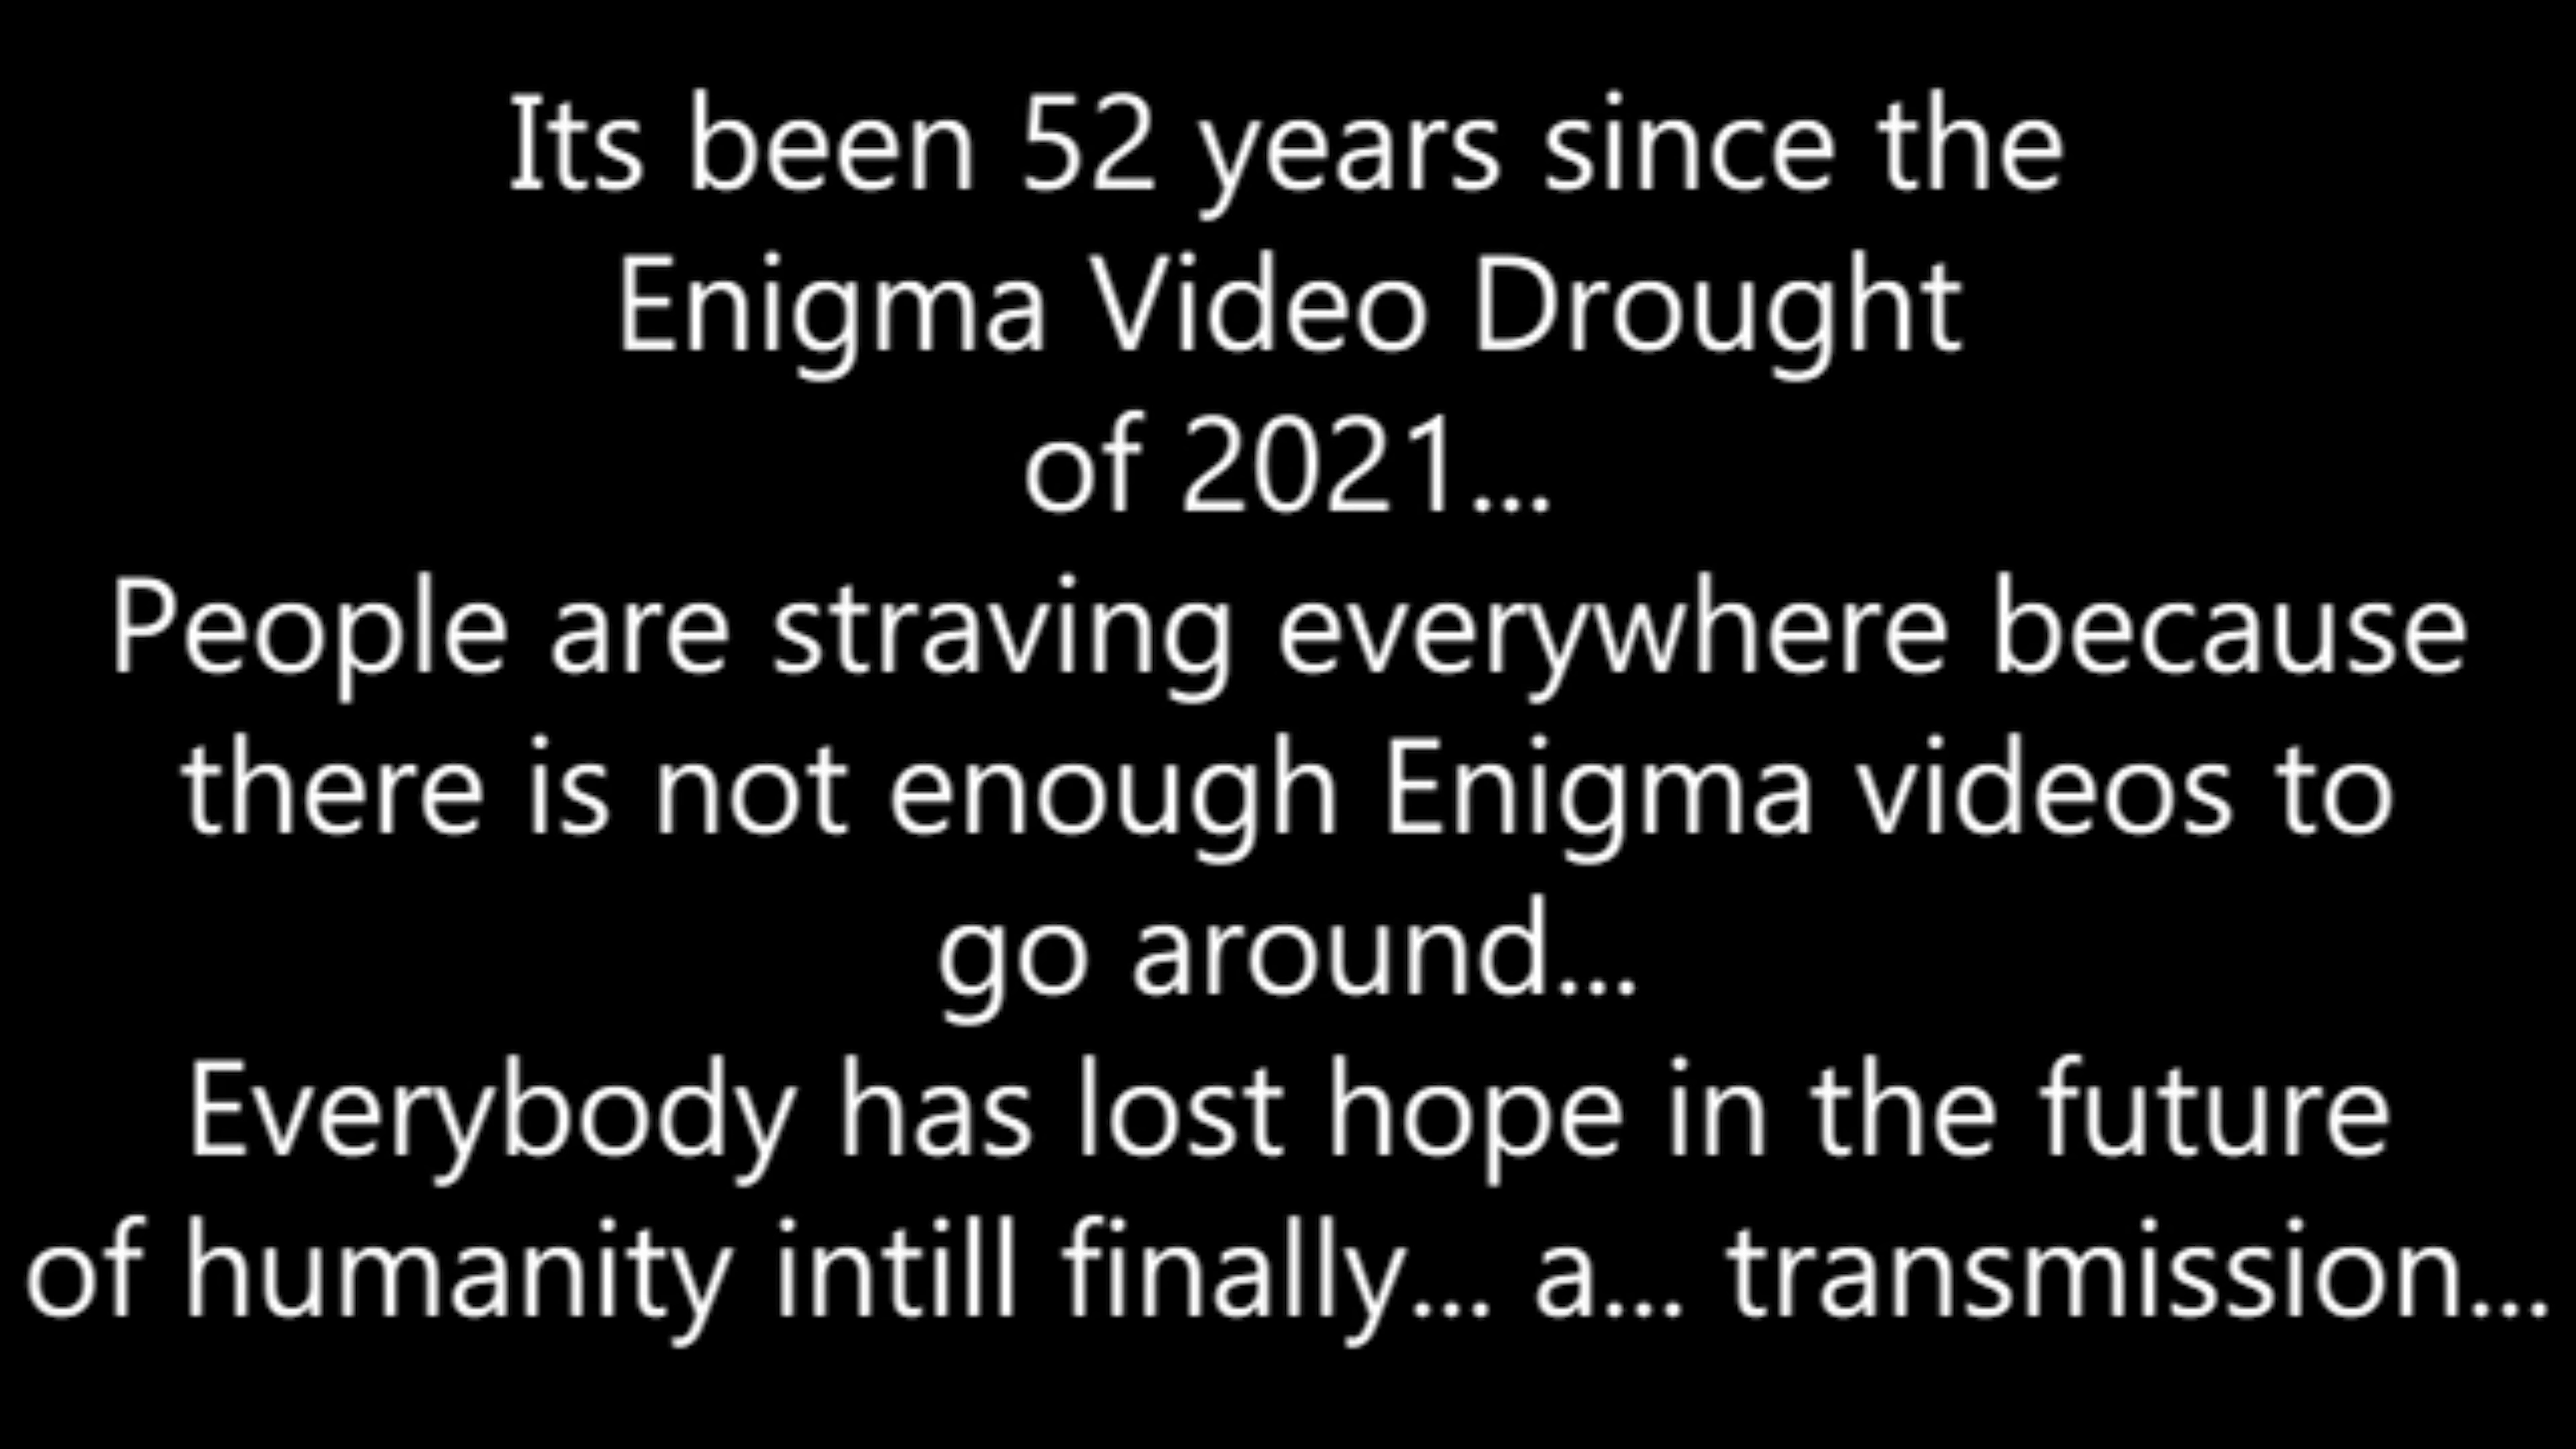 Its been 52 years since the
Enigma Video Drought
of 2021...
People are straving everywhere because
there is not enough Enigma videos to
go around...
Everybody has lost hope in the future
of humanity intill finally... a... transmission...